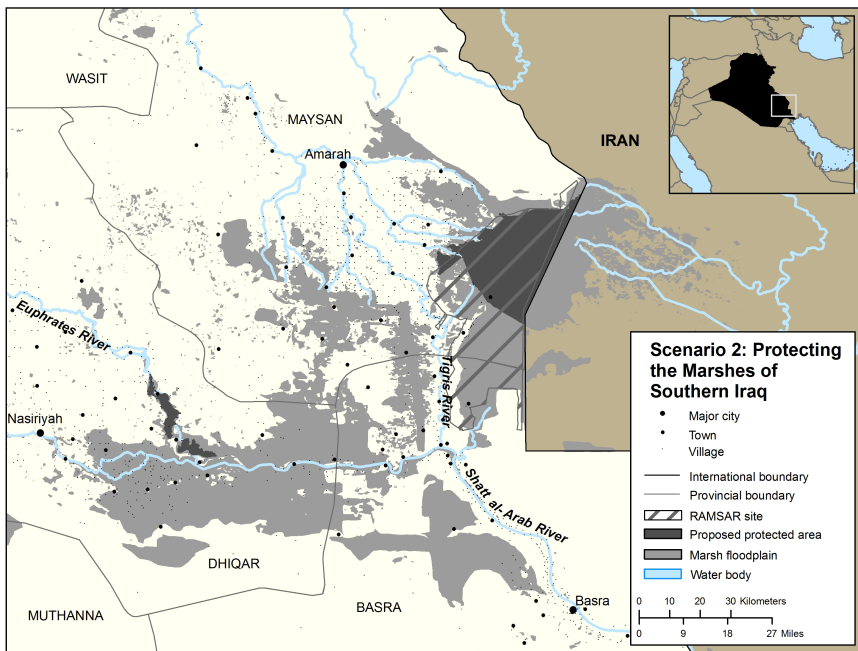 WASIT
MAYSAN
Amarah
IRAN
Euphrates River
Tigris River
Nasiriyah
Shatt al- Arab River
DHIQAR
MUTHANNA
BASRA
Basra
Scenario 2: Protecting
the Marshes of
Southern Iraq
Major city
Town
Village
International boundary
Provincial boundary
RAMSAR site
Proposed protected area
Marsh floodplain
Water body
0 10 20 30 Kilometers
0 9 18 27 Miles